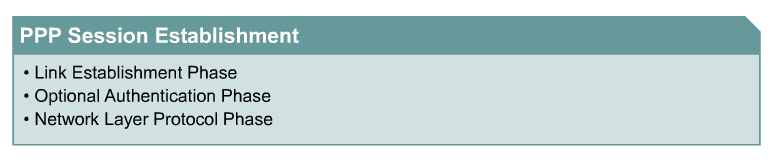 PPP Session Establishment
• Link Establishment Phase
• Optional Authentication Phase
• Network Layer Protocol Phase